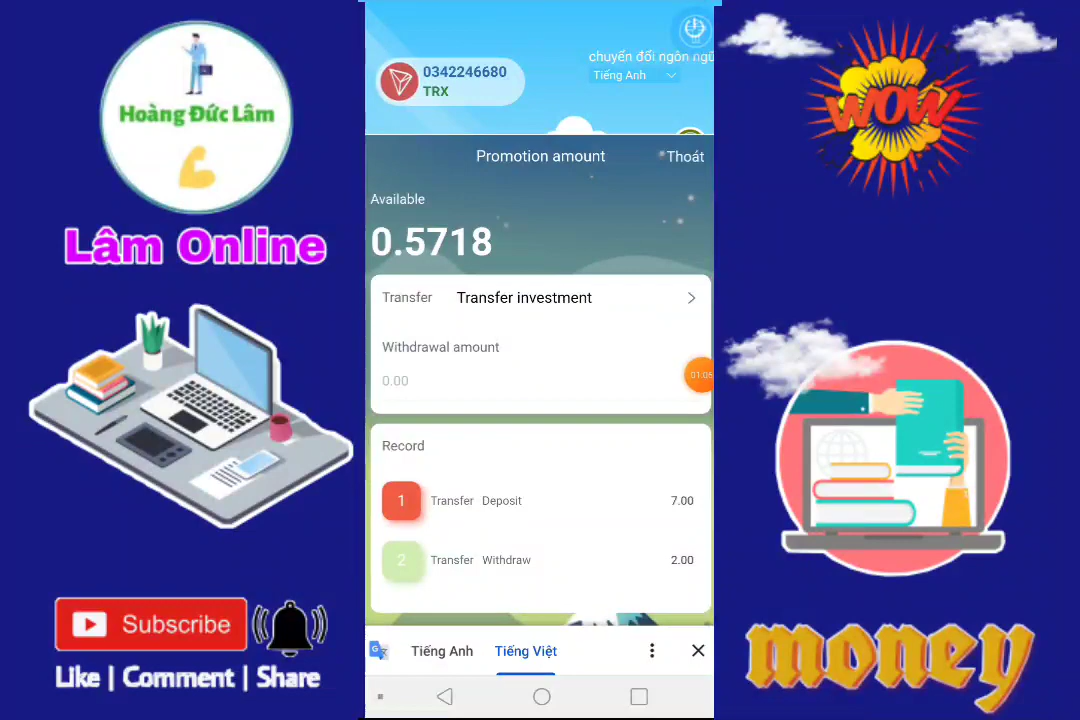 Hoàng Đức Lâm
Lâm Online
Subscribe
Like | Comment | Share
0342246680
TRX
chuyển đổi ngôn ngữ
Tiếng Anh
Promotion amount
Thoát
Available
0.5718
Transfer Transfer investment
Withdrawal amount
0.00
01:06
Record
1 Transfer Deposit 7.00
2 Transfer Withdraw 2.00
Tiếng Anh Tiếng Việt
WOW
money